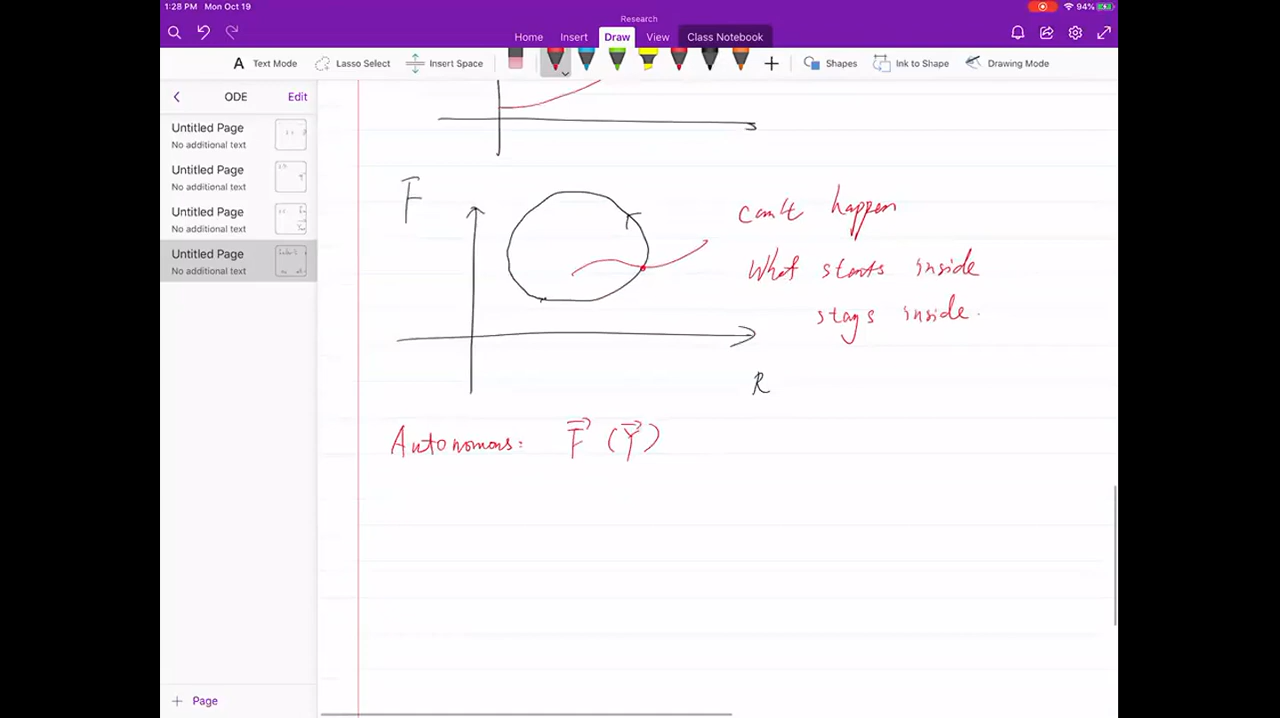 1:28 PM Mon Oct 19
94%
Research
Home Insert Draw View Class Notebook
A Text Mode Lasso Select Insert Space Shapes Ink to Shape Drawing Mode
ODE Edit
Untitled Page
No additional text
Untitled Page
No additional text
Untitled Page
No additional text
Untitled Page
No additional text
F
can't happen
What starts inside
stays inside.
R
Autonomous: F⃗ (Y⃗)
Page